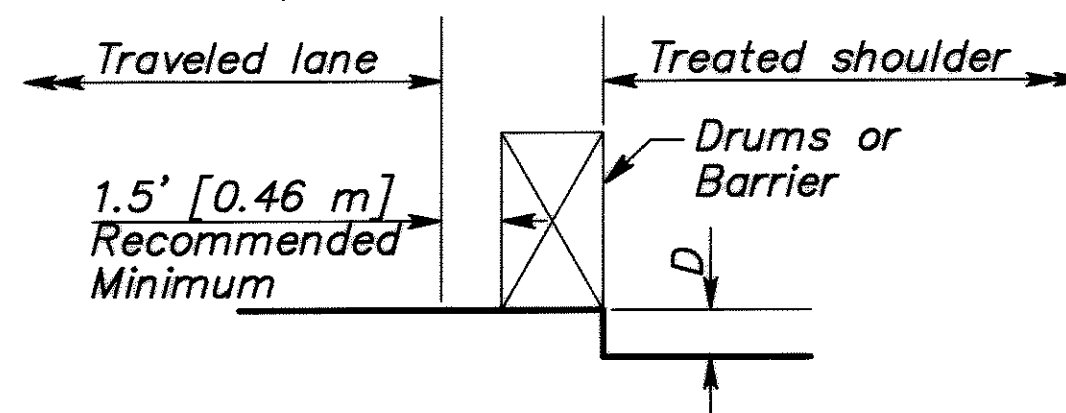 Traveled lane
Treated shoulder
Drums or
Barrier
1.5' [0.46 m]
Recommended
Minimum
D